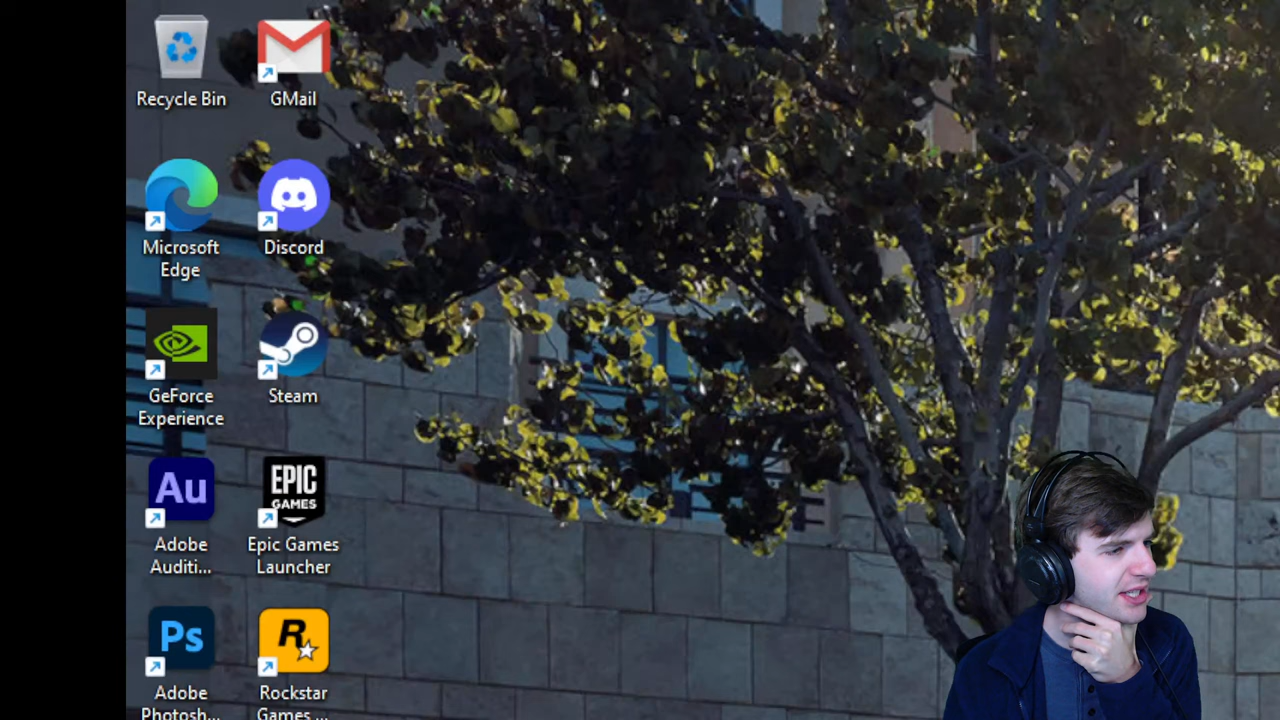 Recycle Bin
GMail
Microsoft
Edge
Discord
GeForce
Experience
Steam
Au
Adobe
Auditi...
EPIC
GAMES
Epic Games
Launcher
Ps
Adobe
Photosh...
R
Rockstar
Games ...